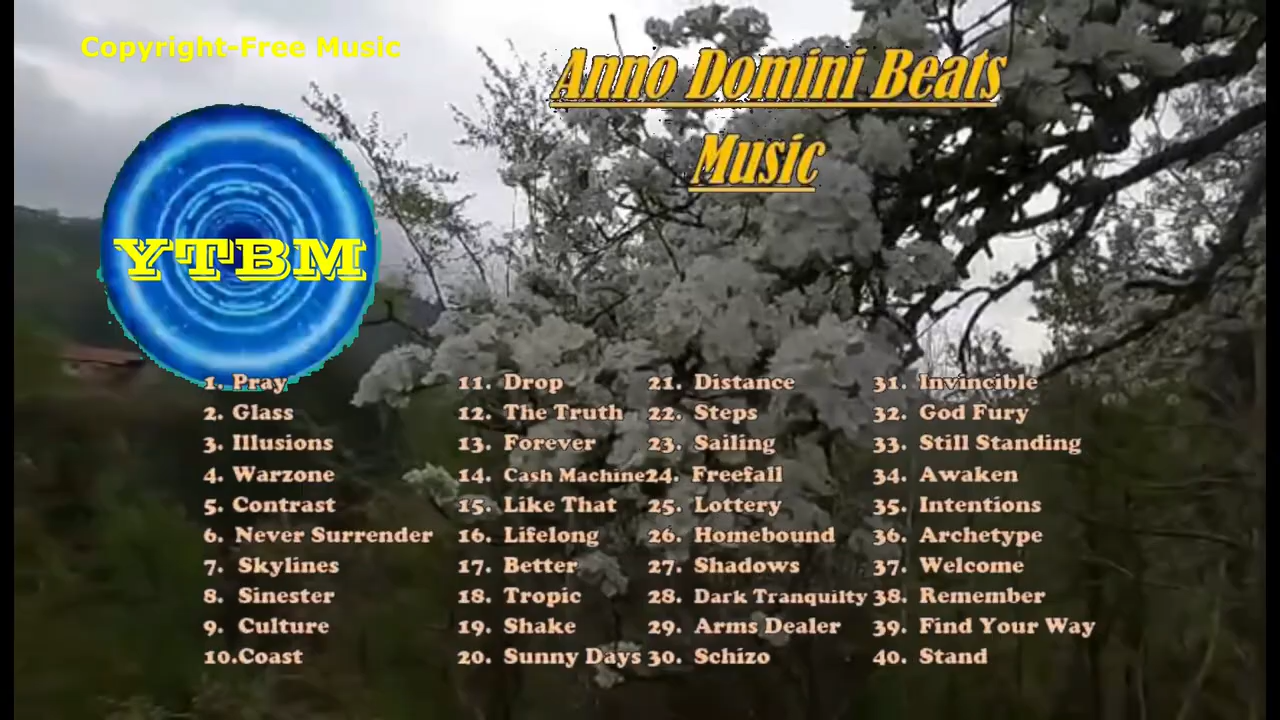 Copyright-Free Music
Anno Domini Beats
Music
YTBM
1. Pray
2. Glass
3. Illusions
4. Warzone
5. Contrast
6. Never Surrender
7. Skylines
8. Sinester
9. Culture
10.Coast
11. Drop
12. The Truth
13. Forever
14. Cash Machine
15. Like That
16. Lifelong
17. Better
18. Tropic
19. Shake
20. Sunny Days
21. Distance
22. Steps
23. Sailing
24. Freefall
25. Lottery
26. Homebound
27. Shadows
28. Dark Tranquilty
29. Arms Dealer
30. Schizo
31. Invincible
32. God Fury
33. Still Standing
34. Awaken
35. Intentions
36. Archetype
37. Welcome
38. Remember
39. Find Your Way
40. Stand